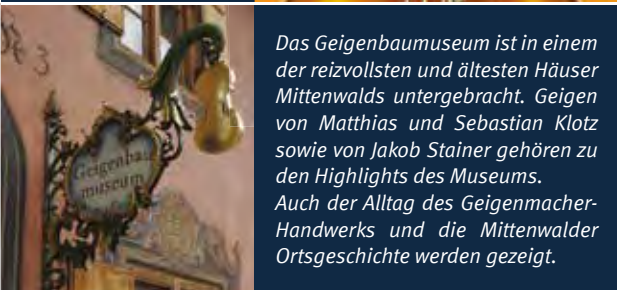 Geigenbau
museum
Das Geigenbaumuseum ist in einem
der reizvollsten und ältesten Häuser
Mittenwalds untergebracht. Geigen
von Matthias und Sebastian Klotz
sowie von Jakob Stainer gehören zu
den Highlights des Museums.
Auch der Alltag des Geigenmacher-
Handwerks und die Mittenwalder
Ortsgeschichte werden gezeigt.